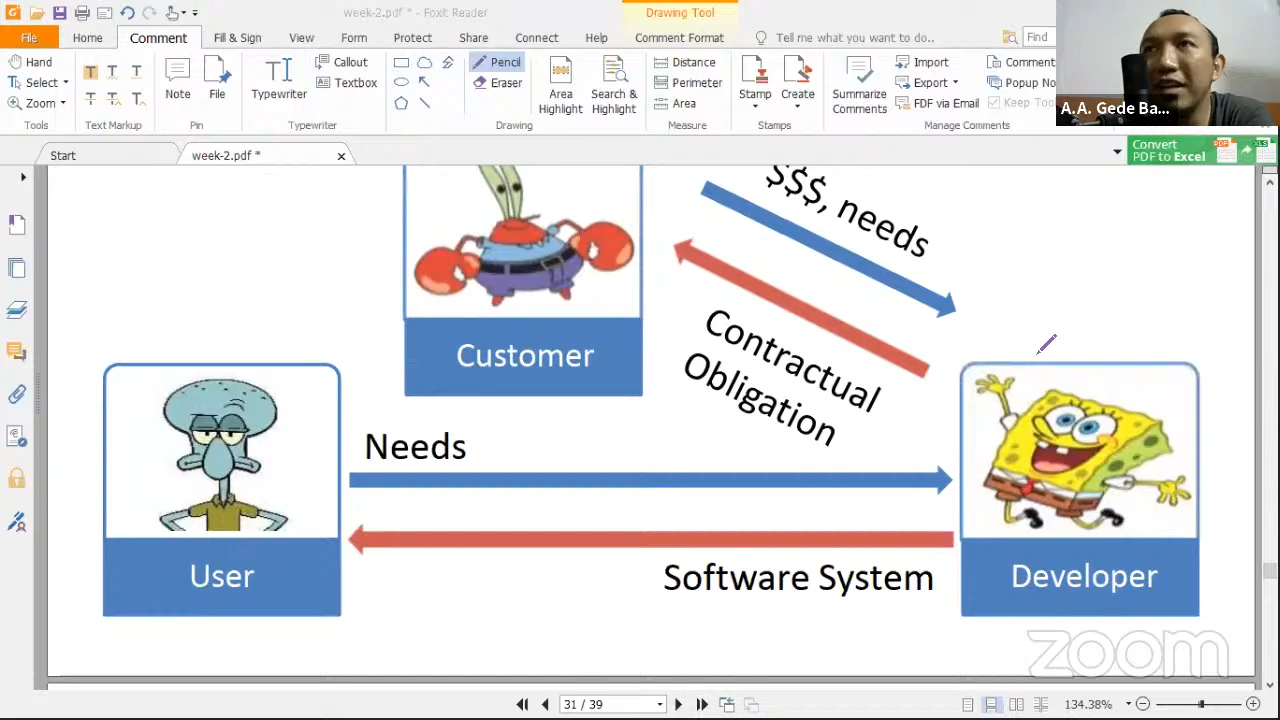 week-2.pdf * - Foxit Reader
Drawing Tool
File
Home
Comment
Fill & Sign
View
Form
Protect
Share
Connect
Help
Comment Format
Tell me what you want to do...
Find
Hand
Select
Zoom
Tools
T T T
T T T
Text Markup
Note
File
Pin
Typewriter
Callout
Textbox
Typewriter
Pencil
Eraser
Drawing
Area
Highlight
Search &
Highlight
Distance
Perimeter
Area
Measure
Stamp
Create
Stamps
Summarize
Comments
Import
Export
FDF via Email
Manage Comments
Comment
Popup No
Keep
A.A. Gede Ba...
Start
week-2.pdf *
Convert
PDF to Excel
$$$, needs
Contractual
Obligation
Customer
Needs
Software System
User
Developer
zoom
31 / 39
134.38%